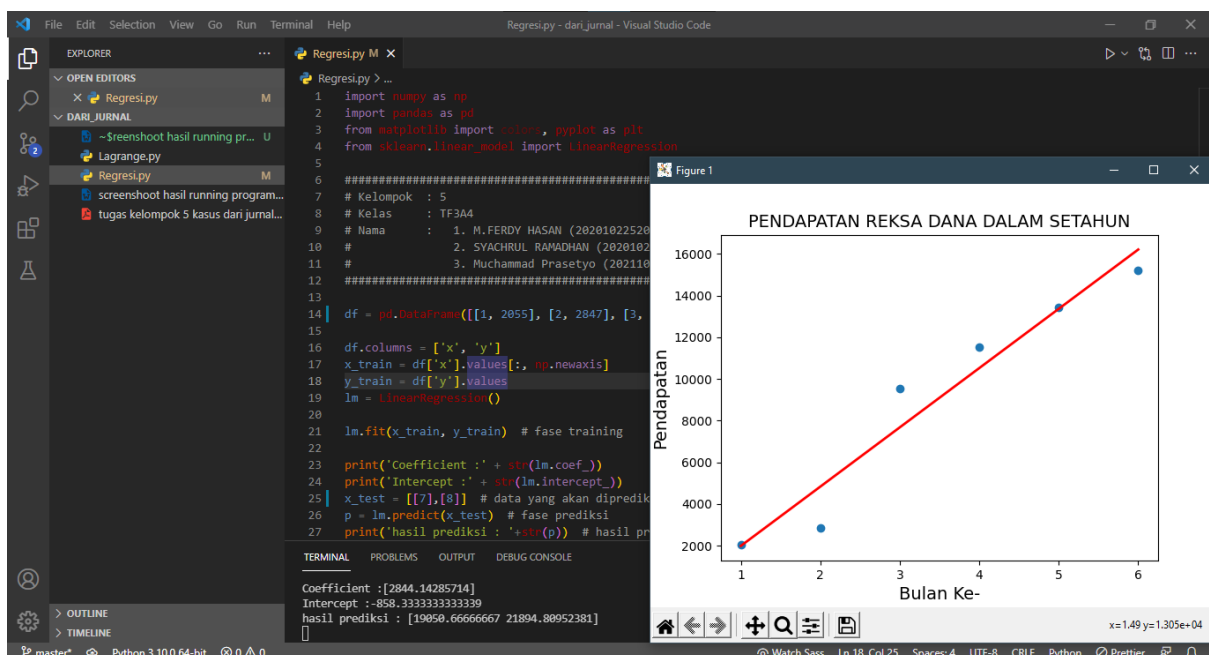 File Edit Selection View Go Run Terminal Help
Regresi.py - dari_jurnal - Visual Studio Code
EXPLORER
OPEN EDITORS
Regresi.py M
DARI_JURNAL
~$reenshoot hasil running pr... U
Lagrange.py
Regresi.py M
screenshoot hasil running program...
tugas kelompok 5 kasus dari jurnal...
OUTLINE
TIMELINE
Regresi.py M
Regresi.py > ...
1 import numpy as np
2 import pandas as pd
3 from matplotlib import colors, pyplot as plt
4 from sklearn.linear_model import LinearRegression
5
6 #############################################
7 # Kelompok : 5
8 # Kelas : TF3A4
9 # Nama : 1. M.FERDY HASAN (20201022520
10 # 2. SYACHRUL RAMADHAN (2020102
11 # 3. Muchammad Prasetyo (202110
12 #############################################
13
14 df = pd.DataFrame([[1, 2055], [2, 2847], [3,
15
16 df.columns = ['x', 'y']
17 x_train = df['x'].values[:, np.newaxis]
18 y_train = df['y'].values
19 lm = LinearRegression()
20
21 lm.fit(x_train, y_train) # fase training
22
23 print('Coefficient :' + str(lm.coef_))
24 print('Intercept :' + str(lm.intercept_))
25 x_test = [[7],[8]] # data yang akan dipredik
26 p = lm.predict(x_test) # fase prediksi
27 print('hasil prediksi : '+str(p)) # hasil pr
TERMINAL PROBLEMS OUTPUT DEBUG CONSOLE
Coefficient :[2844.14285714]
Intercept :-858.3333333333339
hasil prediksi : [19050.66666667 21894.80952381]
Figure 1
PENDAPATAN REKSA DANA DALAM SETAHUN
16000
14000
12000
10000
8000
6000
4000
2000
Pendapatan
1 2 3 4 5 6
Bulan Ke-
x=1.49 y=1.305e+04
master* Python 3.10.0 64-bit 0 0 Watch Sass Ln 18, Col 25 Spaces: 4 UTF-8 CRLF Python Prettier